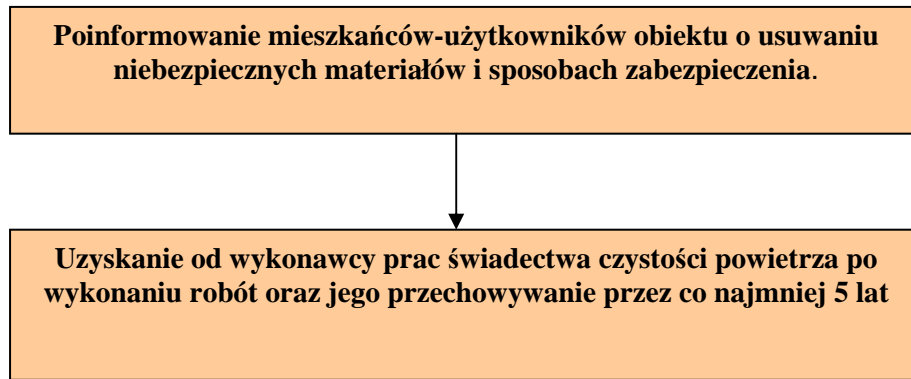 Poinformowanie mieszkańców-użytkowników obiektu o usuwaniu
niebezpiecznych materiałów i sposobach zabezpieczenia.
Uzyskanie od wykonawcy prac świadectwa czystości powietrza po
wykonaniu robót oraz jego przechowywanie przez co najmniej 5 lat